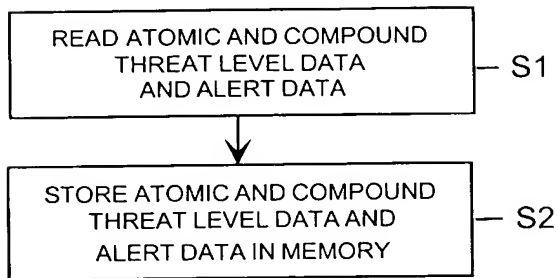 READ ATOMIC AND COMPOUND
THREAT LEVEL DATA
AND ALERT DATA
S1
STORE ATOMIC AND COMPOUND
THREAT LEVEL DATA AND
ALERT DATA IN MEMORY
S2